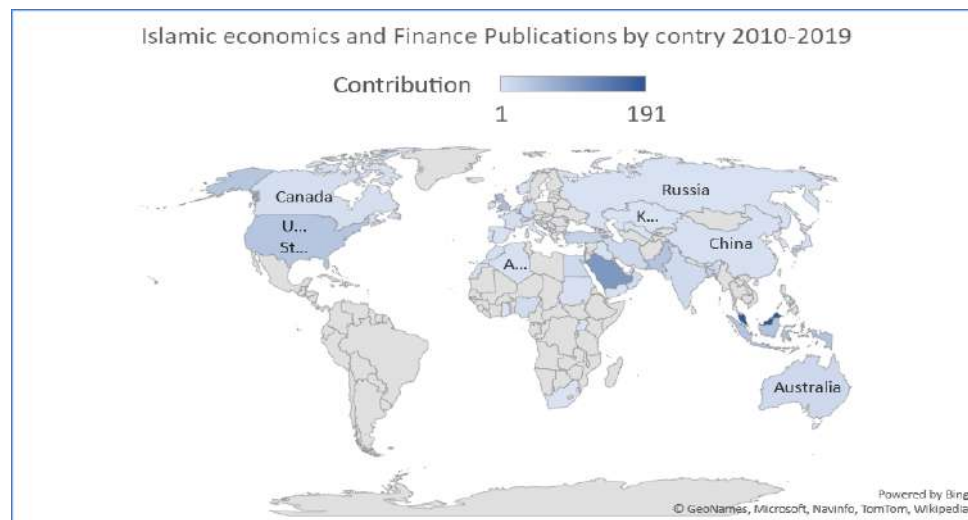 Islamic economics and Finance Publications by contry 2010-2019
Contribution
1 191
Canada
Russia
U...
St...
K...
China
A...
Australia
Powered by Bing
© GeoNames, Microsoft, Navinfo, TomTom, Wikipedia